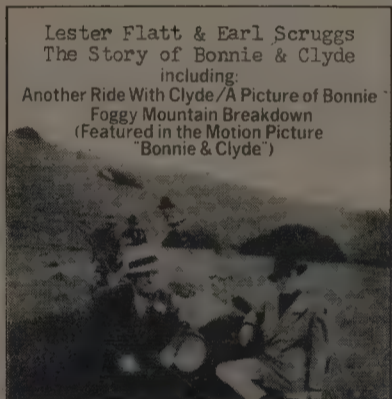 Lester Flatt & Earl Scruggs
The Story of Bonnie & Clyde
including:
Another Ride With Clyde/A Picture of Bonnie
Foggy Mountain Breakdown
(Featured in the Motion Picture
"Bonnie & Clyde")